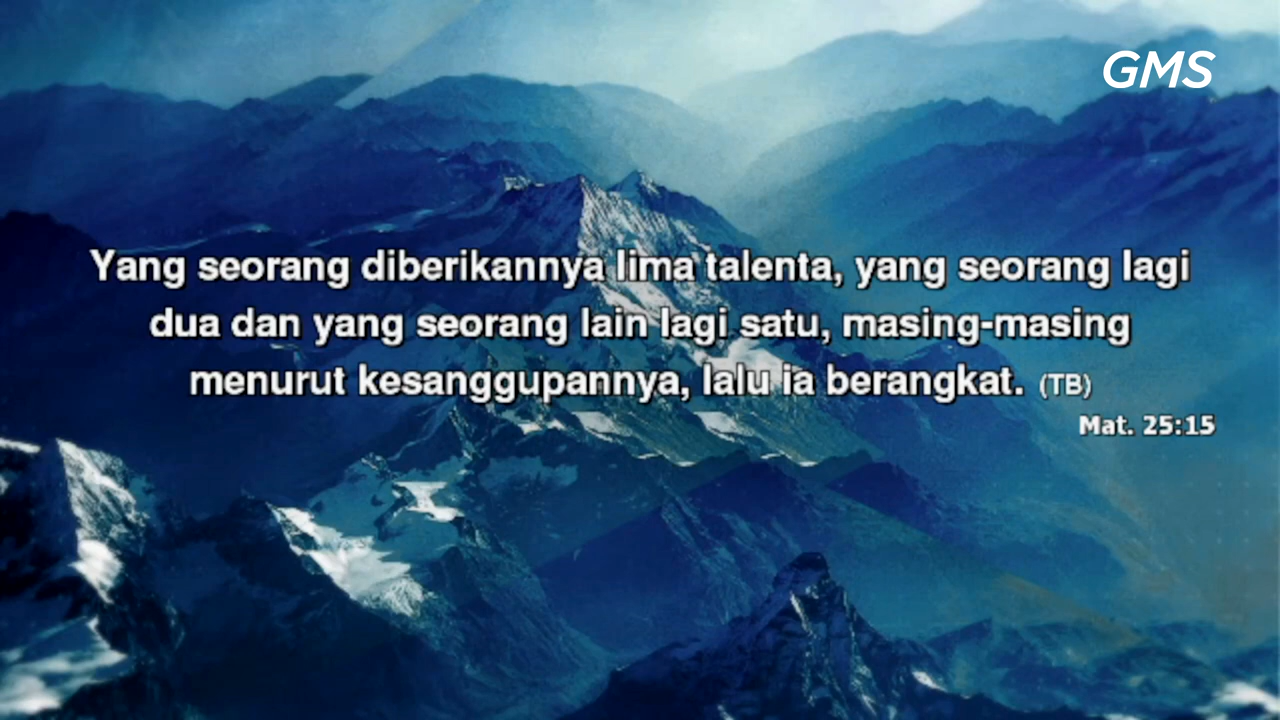 GMS
Yang seorang diberikannya lima talenta, yang seorang lagi
dua dan yang seorang lain lagi satu, masing-masing
menurut kesanggupannya, lalu ia berangkat. (TB)
Mat. 25:15